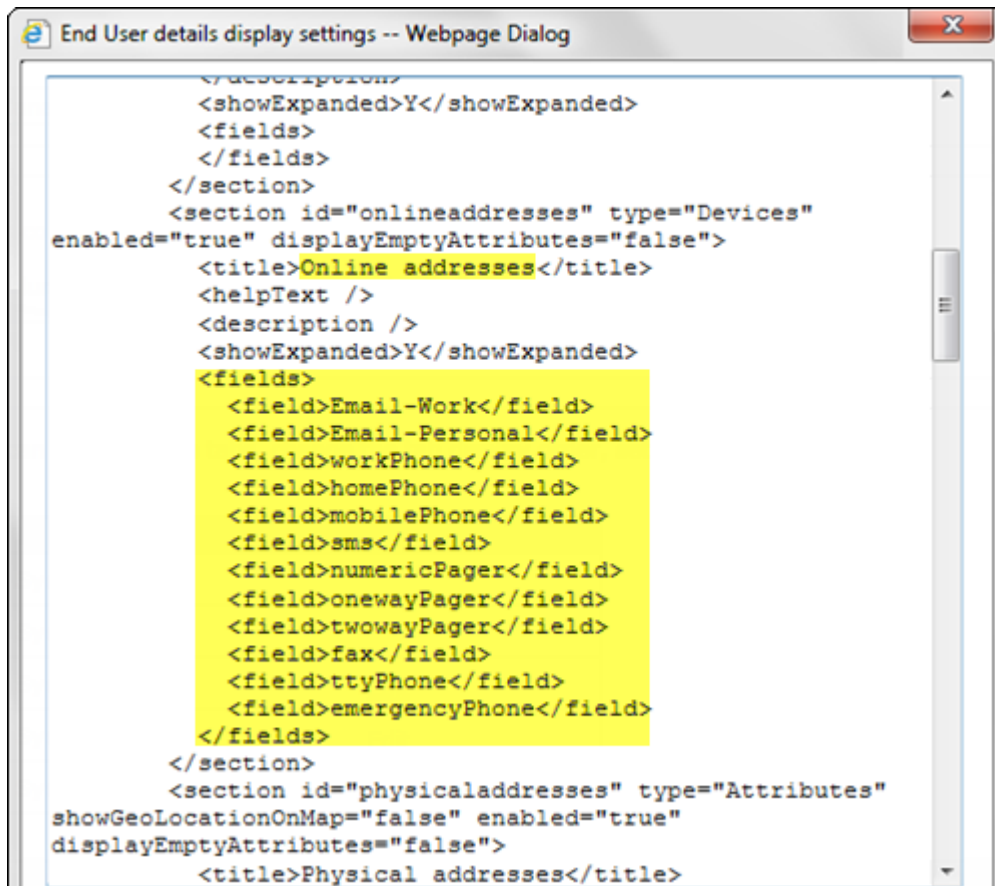 End User details display settings -- Webpage Dialog
</description>
<showExpanded>Y</showExpanded>
<fields>
</fields>
</section>
<section id="onlineaddresses" type="Devices"
enabled="true" displayEmptyAttributes="false">
<title>Online addresses</title>
<helpText />
<description />
<showExpanded>Y</showExpanded>
<fields>
<field>Email-Work</field>
<field>Email-Personal</field>
<field>workPhone</field>
<field>homePhone</field>
<field>mobilePhone</field>
<field>sms</field>
<field>numericPager</field>
<field>onewayPager</field>
<field>twowayPager</field>
<field>fax</field>
<field>ttyPhone</field>
<field>emergencyPhone</field>
</fields>
</section>
<section id="physicaladdresses" type="Attributes"
showGeoLocationOnMap="false" enabled="true"
displayEmptyAttributes="false">
<title>Physical addresses</title>